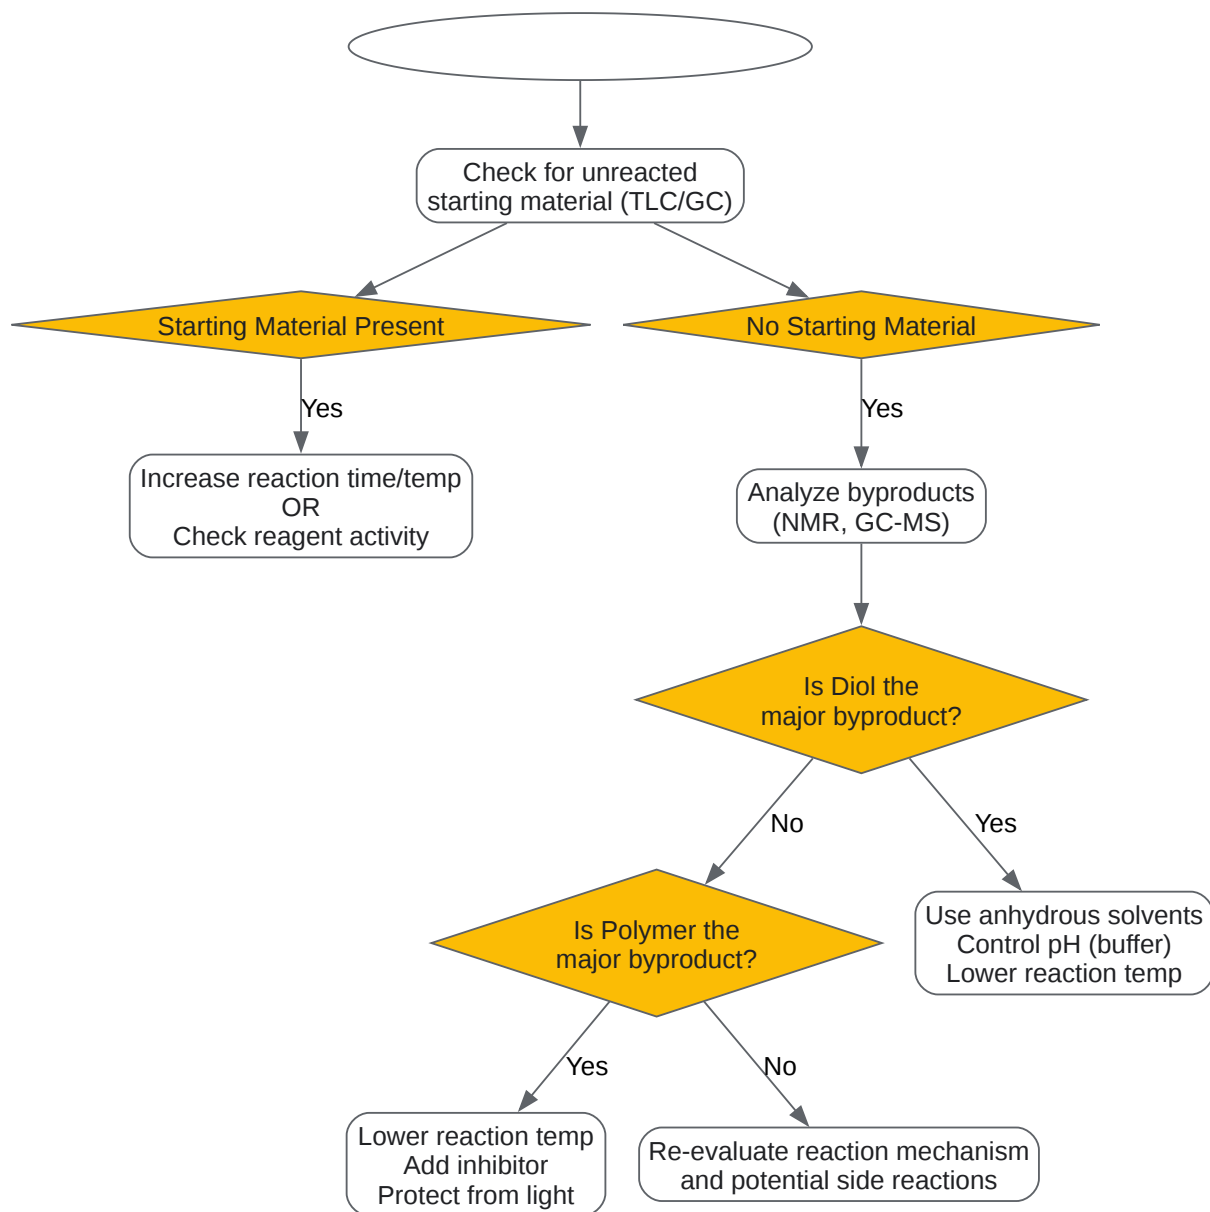 Check for unreacted
starting material (TLC/GC)
Starting Material Present
No Starting Material
Yes
Yes
Increase reaction time/temp
OR
Check reagent activity
Analyze byproducts
(NMR, GC-MS)
Is Diol the
major byproduct?
No
Yes
Is Polymer the
major byproduct?
Use anhydrous solvents
Control pH (buffer)
Lower reaction temp
Yes
No
Lower reaction temp
Add inhibitor
Protect from light
Re-evaluate reaction mechanism
and potential side reactions